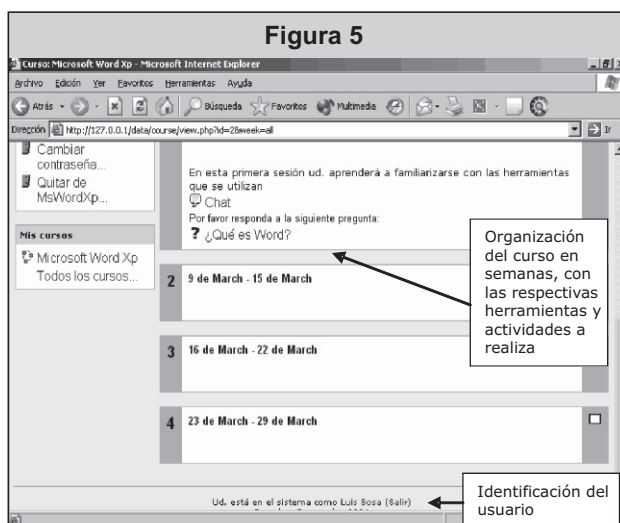 Figura 5
Curso: Microsoft Word Xp - Microsoft Internet Explorer
Archivo Edición Ver Favoritos Herramientas Ayuda
Atrás Búsqueda Favoritos Multimedia
Dirección http://127.0.0.1/data/course/view.php?id=2&week=all Ir
Cambiar
contraseña...
Quitar de
MsWordXp...
Mis cursos
Microsoft Word Xp
Todos los cursos...
En esta primera sesión ud. aprenderá a familiarizarse con las herramientas
que se utilizan
Chat
Por favor responda a la siguiente pregunta:
? ¿Qué es Word?
2 9 de March - 15 de March
3 16 de March - 22 de March
4 23 de March - 29 de March
Organización
del curso en
semanas, con
las respectivas
herramientas y
actividades a
realiza
Ud. está en el sistema como Luis Sosa (Salir)
Identificación del
usuario